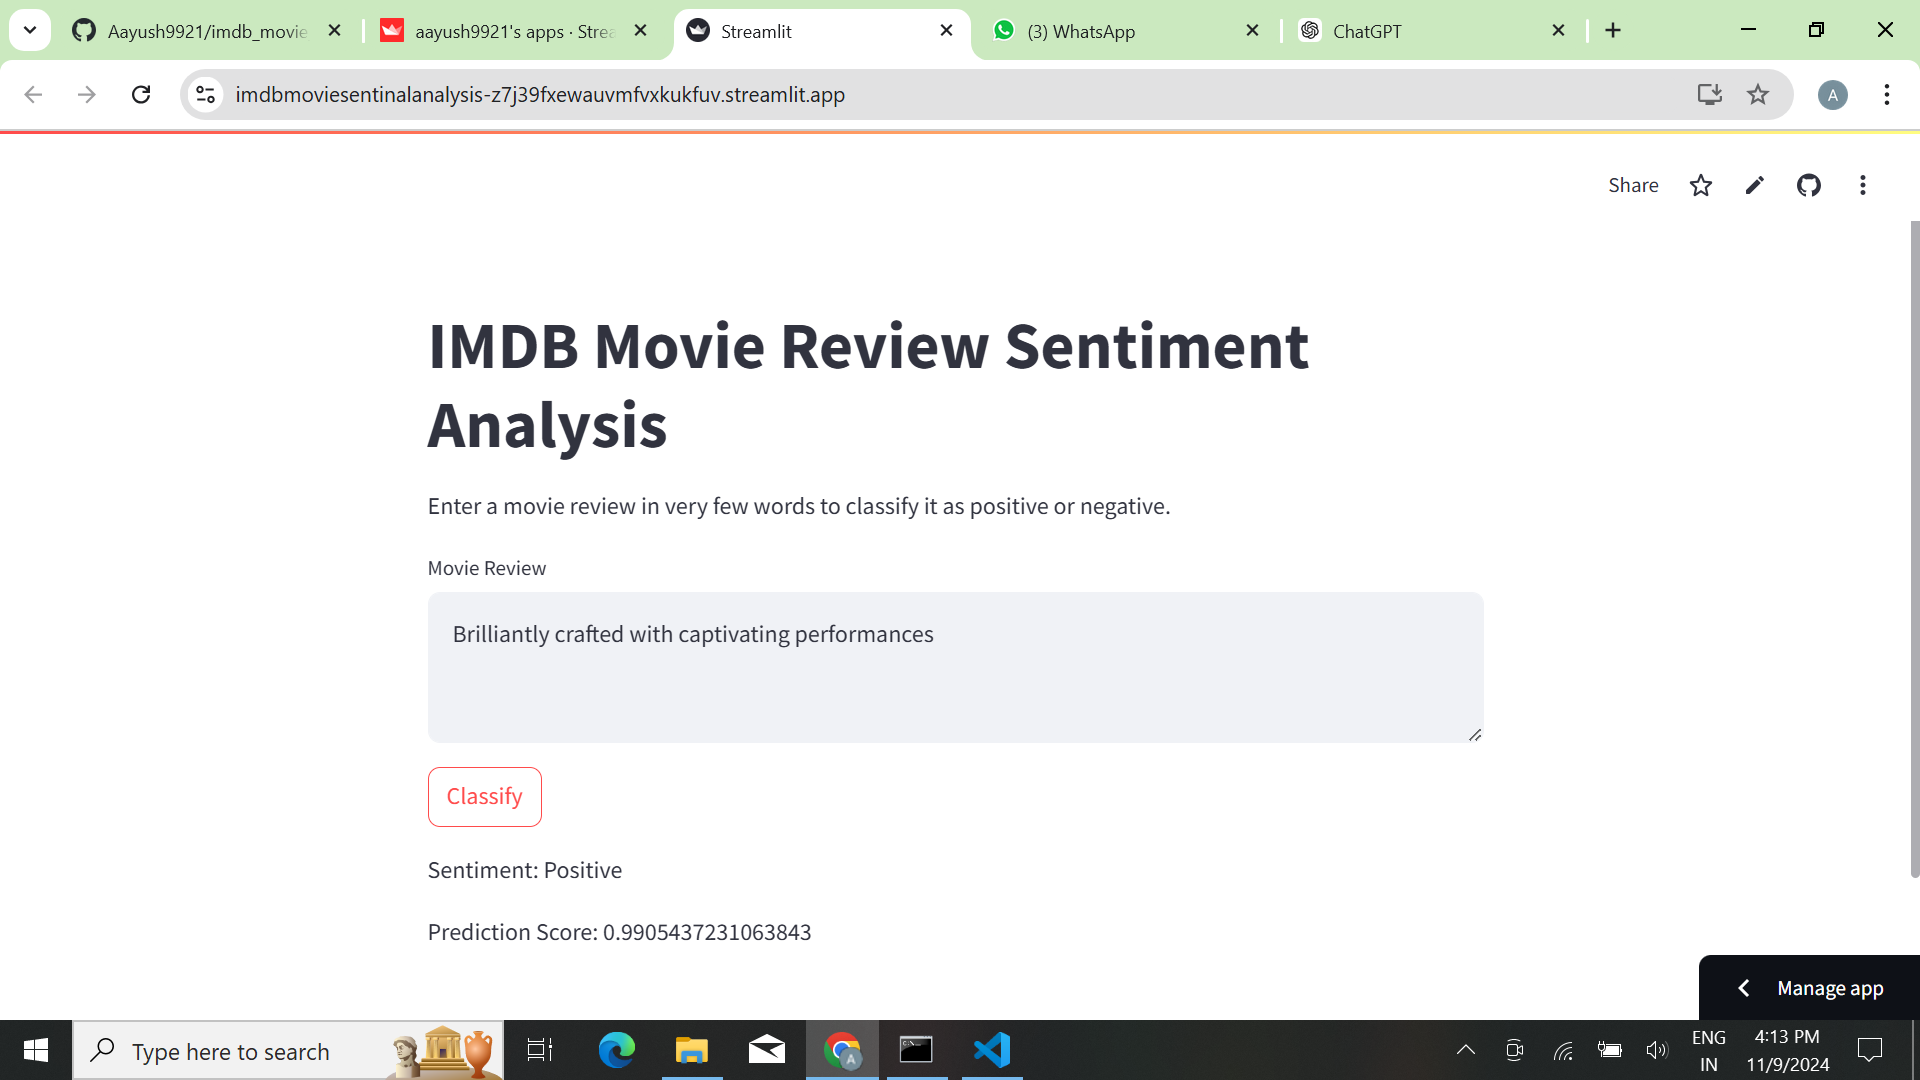 Aayush9921/imdb_movie
aayush9921's apps · Strea
Streamlit
(3) WhatsApp
ChatGPT
imdbmoviesentinalanalysis-z7j39fxewauvmfvxkukfuv.streamlit.app
A
Share
IMDB Movie Review Sentiment
Analysis
Enter a movie review in very few words to classify it as positive or negative.
Movie Review
Brilliantly crafted with captivating performances
Classify
Sentiment: Positive
Prediction Score: 0.9905437231063843
Manage app
Type here to search
A
ENG
IN
4:13 PM
11/9/2024